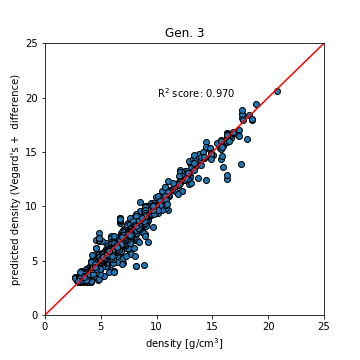 Gen. 3
25
20
15
10
5
0
predicted density (Vegard's +  difference)
R² score: 0.970
0 5 10 15 20 25
density [g/cm³]